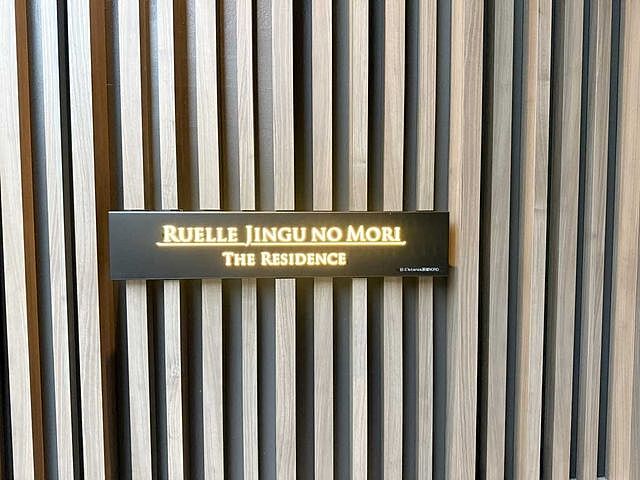 RUELLE JINGU NO MORI
THE RESIDENCE